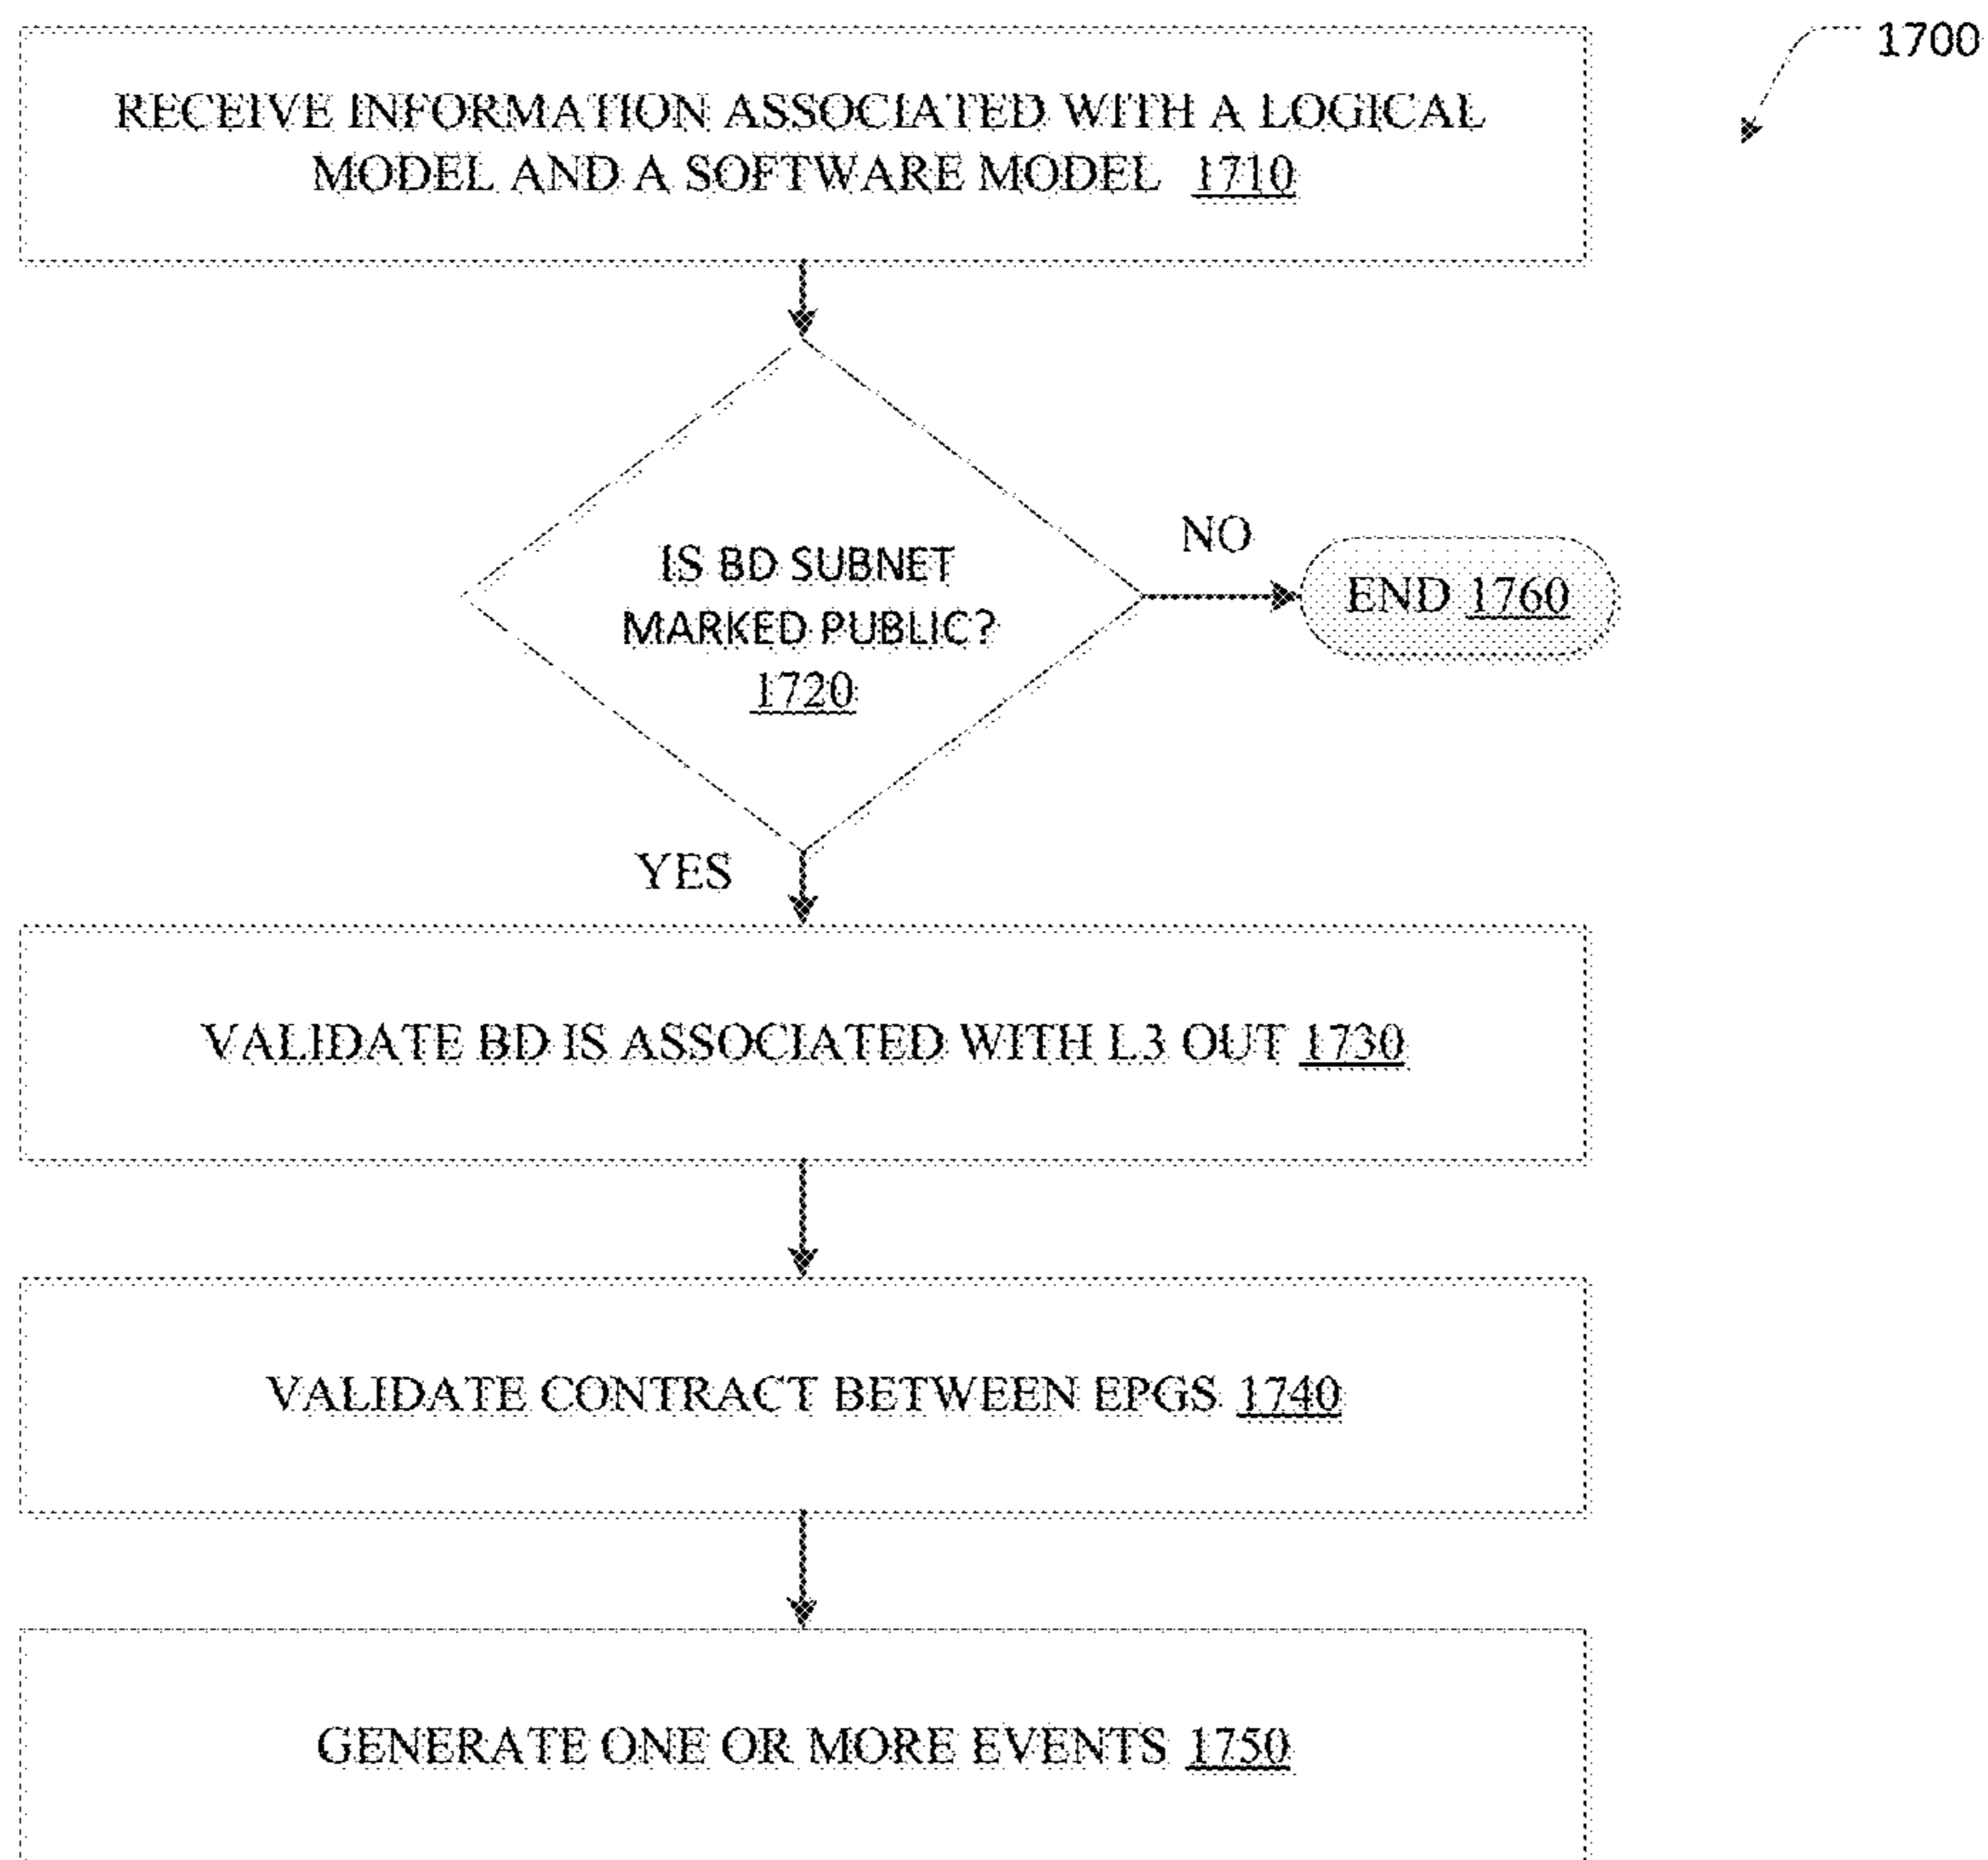 1700
RECEIVE INFORMATION ASSOCIATED WITH A LOGICAL
MODEL AND A SOFTWARE MODEL 1710
IS BD SUBNET
MARKED PUBLIC?
1720
NO
END 1760
YES
VALIDATE BD IS ASSOCIATED WITH L3 OUT 1730
VALIDATE CONTRACT BETWEEN EPGS 1740
GENERATE ONE OR MORE EVENTS 1750